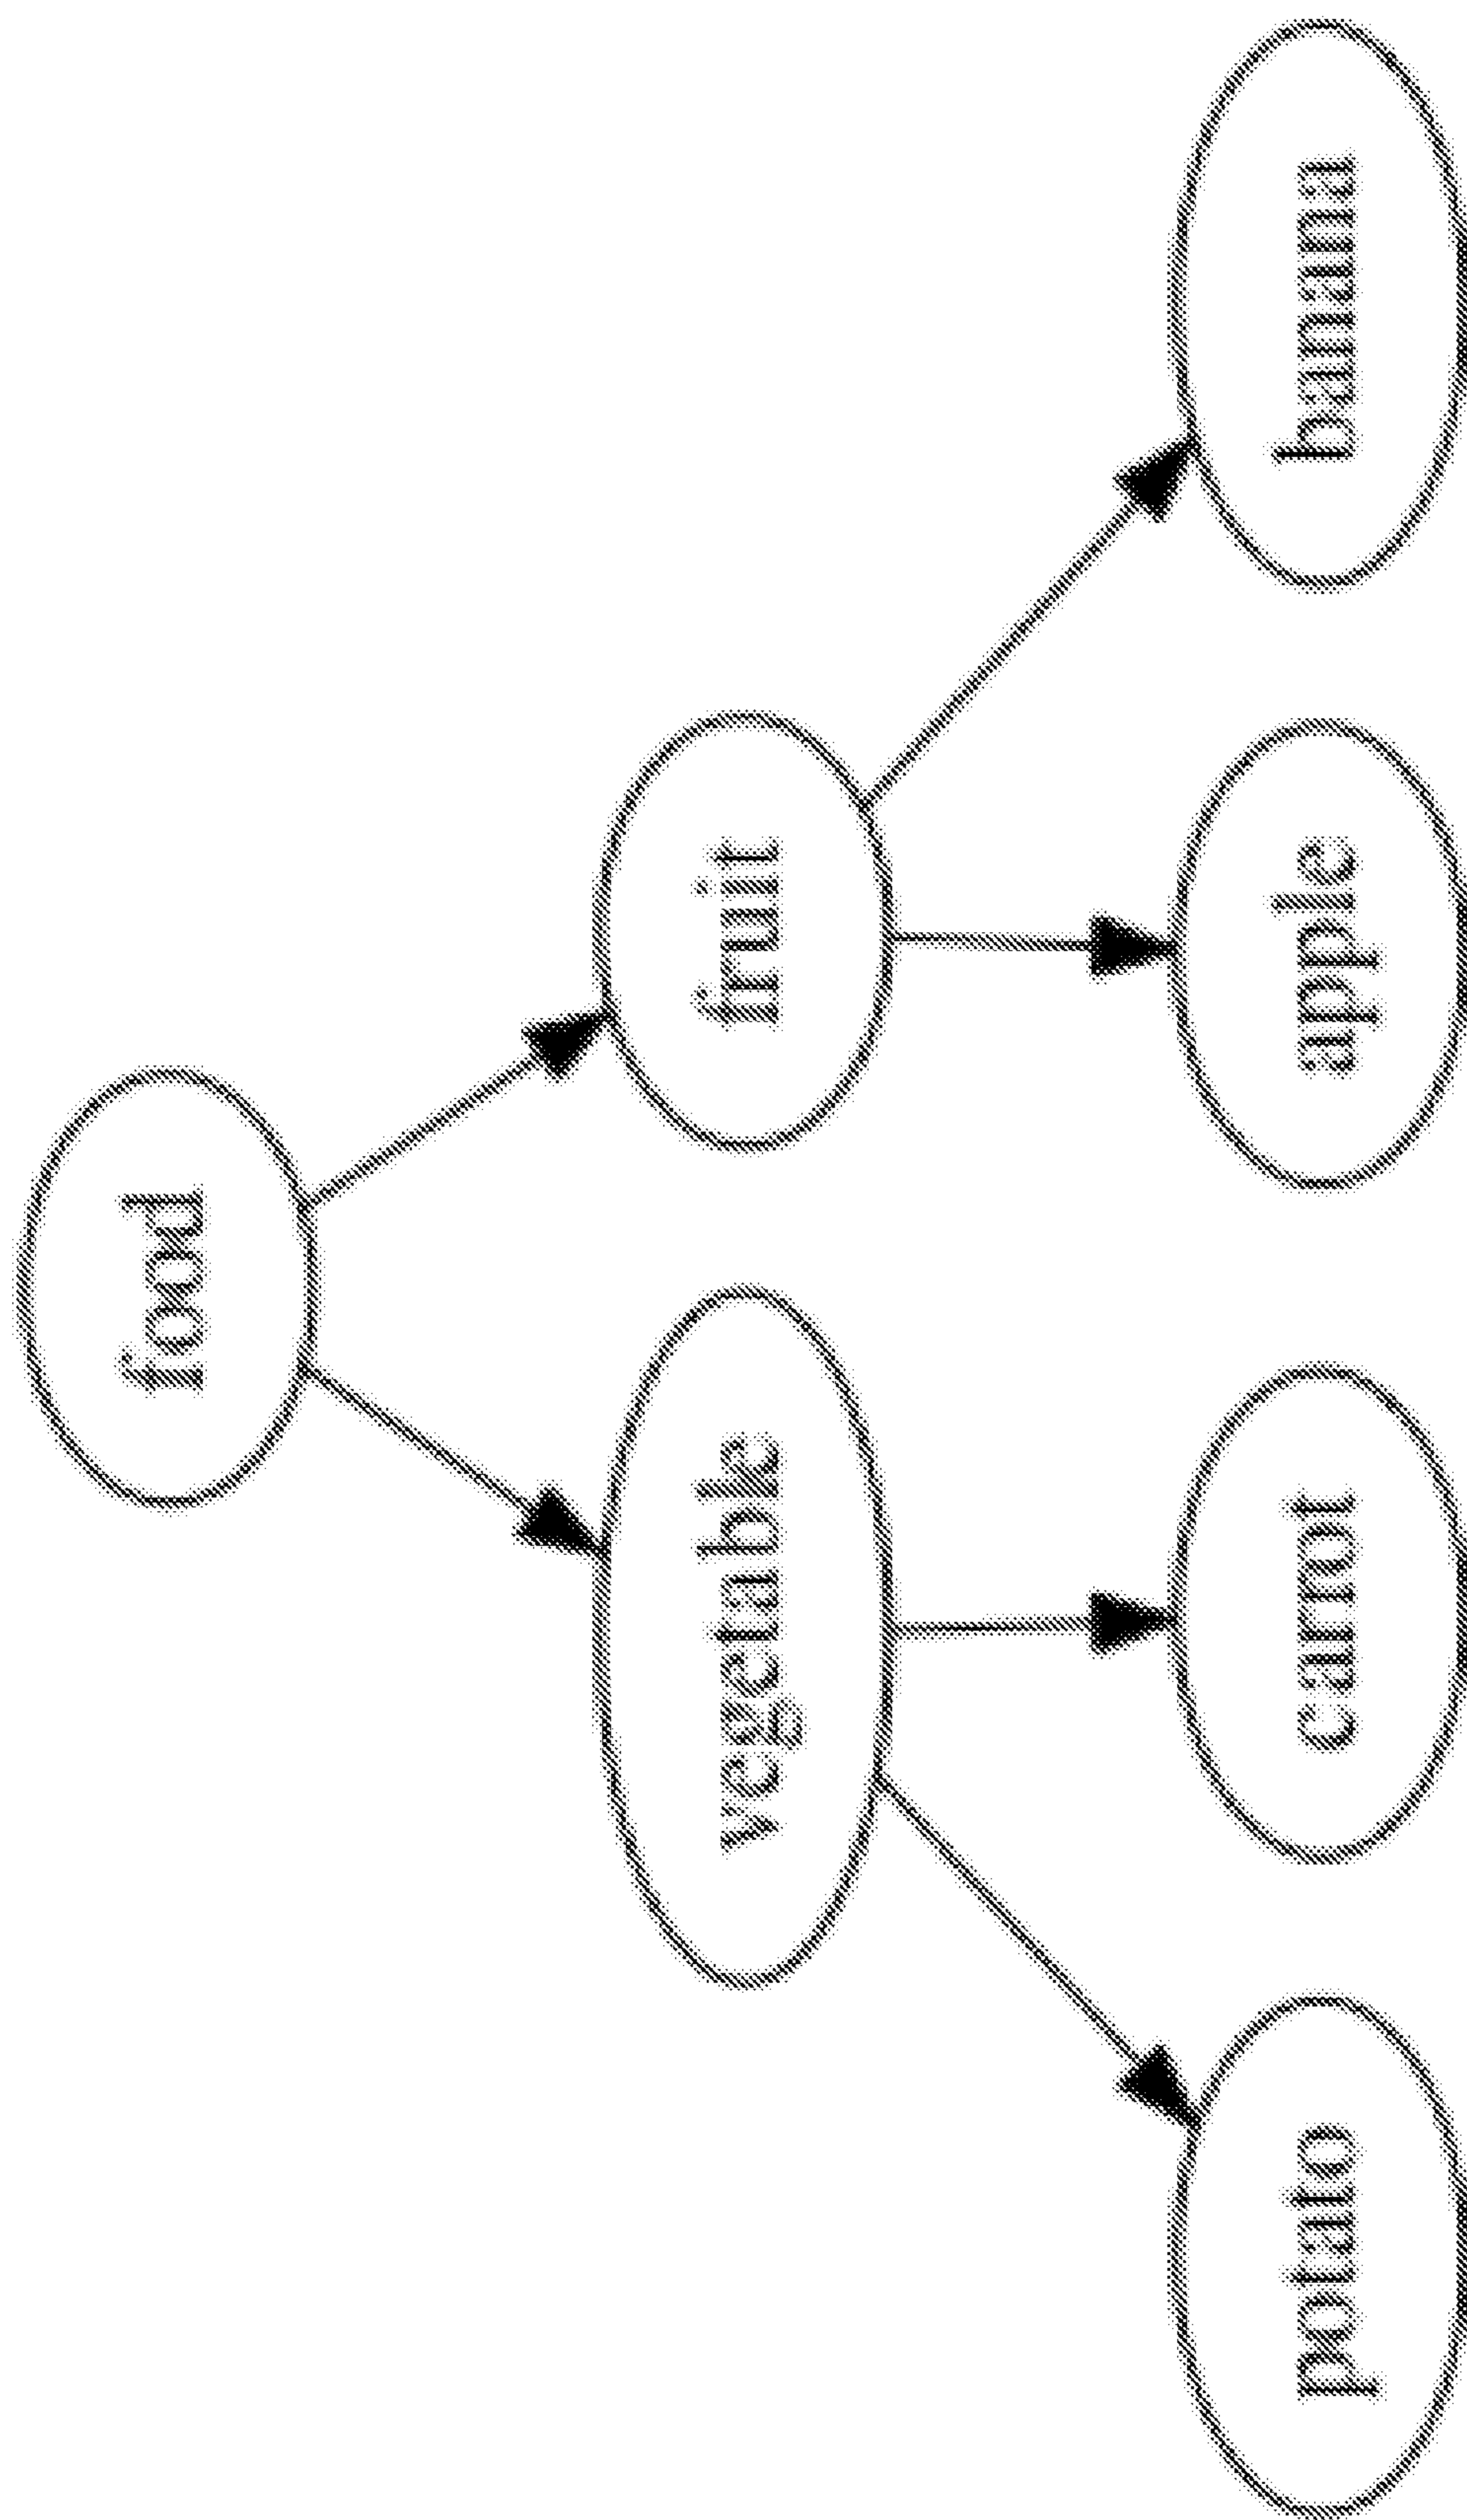 food
vegetable
fruit
potato
carrot
apple
banana